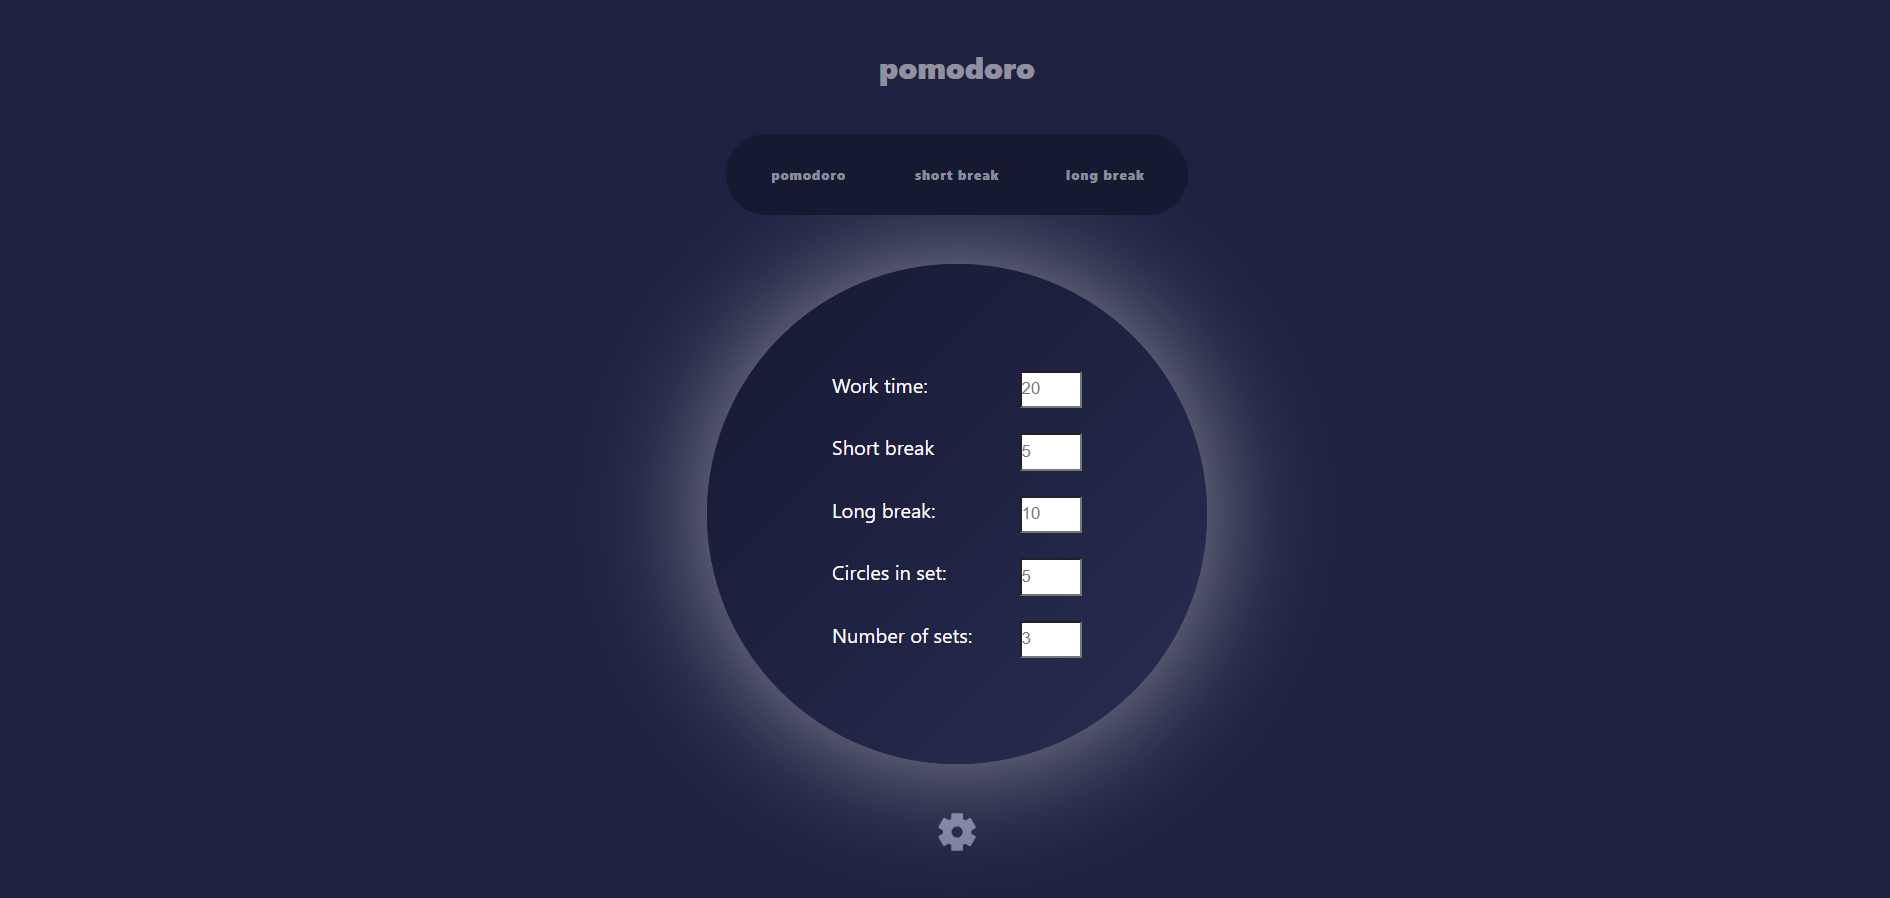 pomodoro
pomodoro short break long break
Work time: 20
Short break 5
Long break: 10
Circles in set: 5
Number of sets: 3